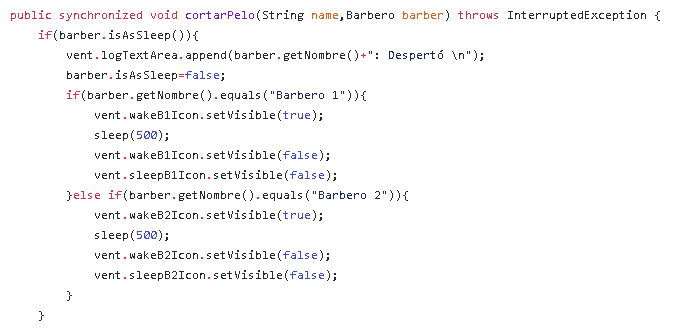 public synchronized void cortarPelo(String name,Barbero barber) throws InterruptedException {
    if(barber.isAsSleep()){
        vent.logTextArea.append(barber.getNombre()+": Despertó \n");
        barber.isAsSleep=false;
        if(barber.getNombre().equals("Barbero 1")){
            vent.wakeB1Icon.setVisible(true);
            sleep(500);
            vent.wakeB1Icon.setVisible(false);
            vent.sleepB1Icon.setVisible(false);
        }else if(barber.getNombre().equals("Barbero 2")){
            vent.wakeB2Icon.setVisible(true);
            sleep(500);
            vent.wakeB2Icon.setVisible(false);
            vent.sleepB2Icon.setVisible(false);
        }
    }